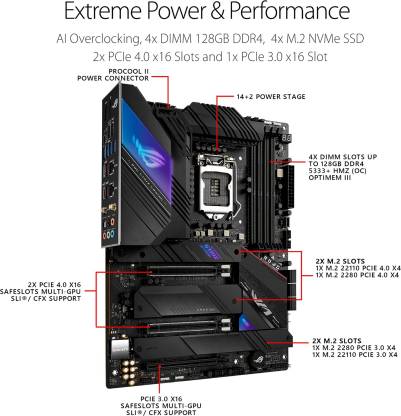 Extreme Power & Performance
AI Overclocking, 4x DIMM 128GB DDR4, 4x M.2 NVMe SSD
2x PCIe 4.0 x16 Slots and 1x PCIe 3.0 x16 Slot
PROCOOL II
POWER CONNECTOR
14+2 POWER STAGE
4X DIMM SLOTS UP
TO 128GB DDR4
5333+ HMZ (OC)
OPTIMEM III
2X M.2 SLOTS
1X M.2 22110 PCIE 4.0 X4
1X M.2 2280 PCIE 4.0 X4
2X PCIE 4.0 X16
SAFESLOTS MULTI-GPU
SLI®/ CFX SUPPORT
2X M.2 SLOTS
1X M.2 2280 PCIE 3.0 X4
1X M.2 22110 PCIE 3.0 X4
PCIE 3.0 X16
SAFESLOTS MULTI-GPU
SLI®/ CFX SUPPORT